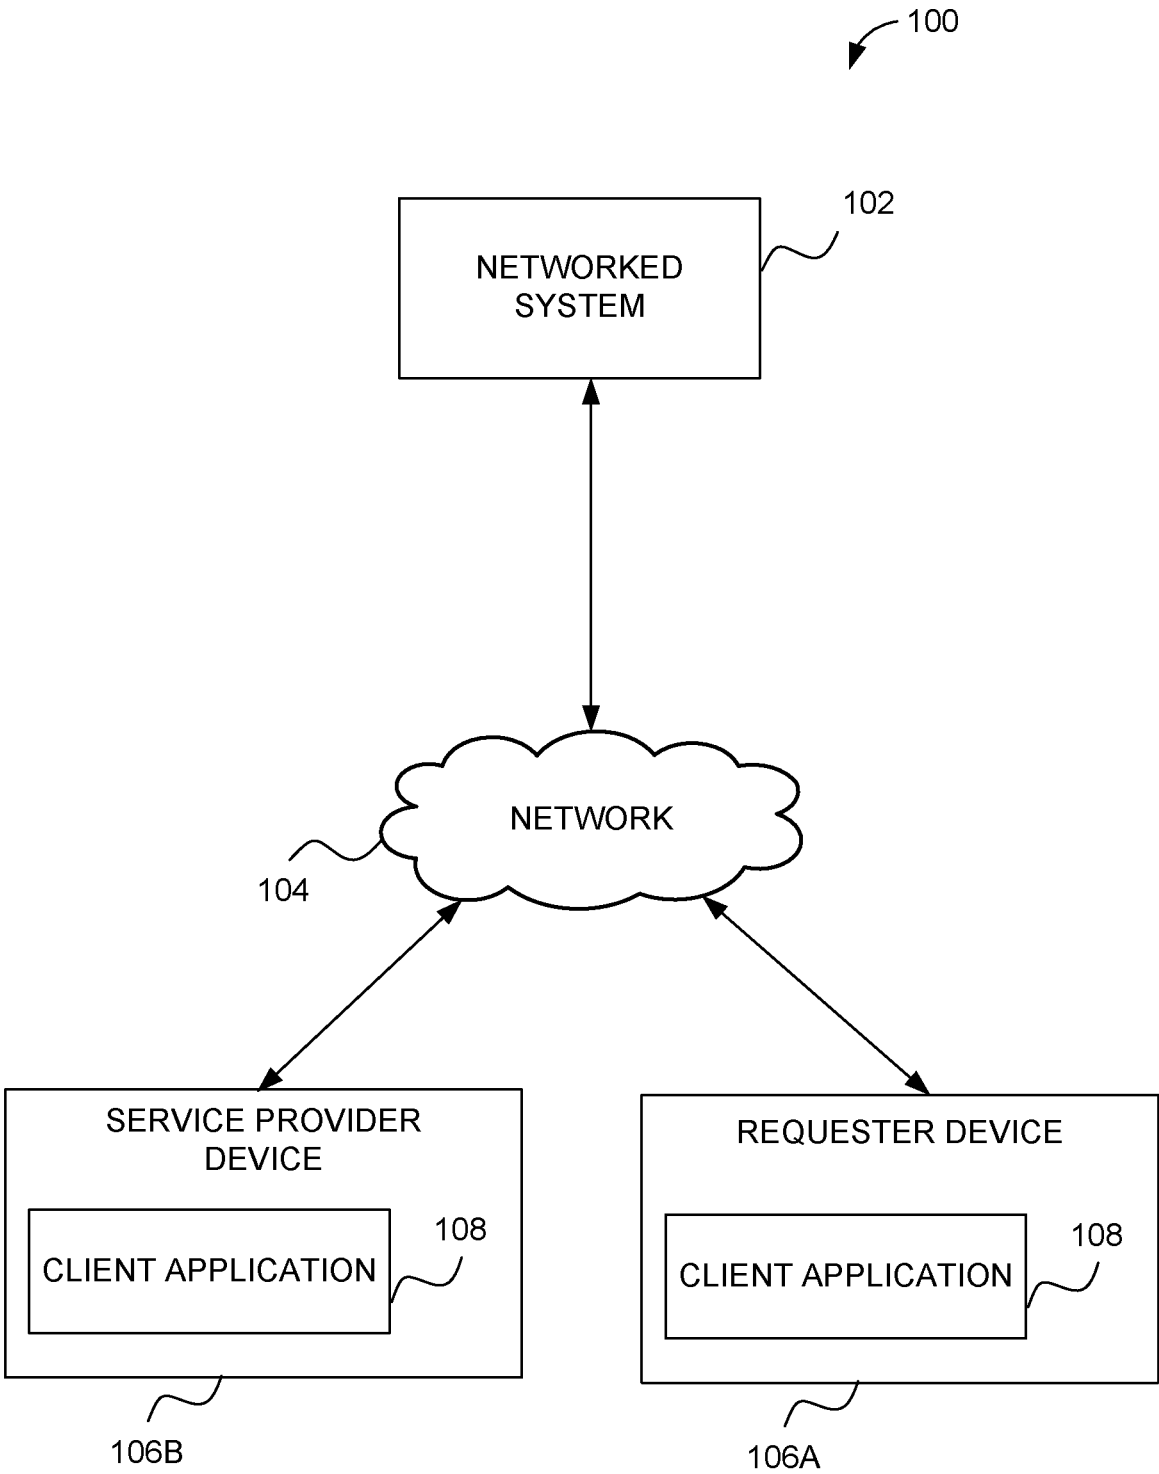 100
102
NETWORKED
SYSTEM
NETWORK
104
SERVICE PROVIDER
DEVICE
CLIENT APPLICATION
108
106B
REQUESTER DEVICE
CLIENT APPLICATION
108
106A